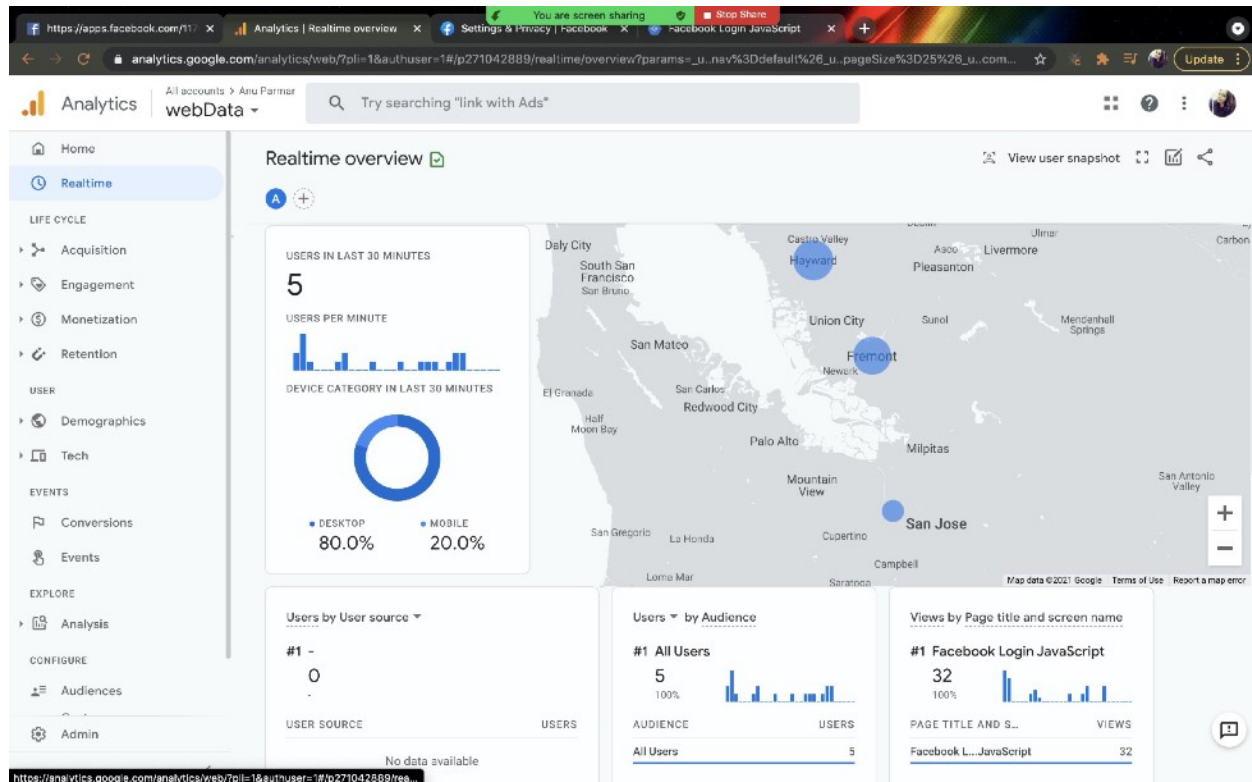 You are screen sharing
Stop Share
https://apps.facebook.com/117
Analytics | Realtime overview
Settings & Privacy | Facebook
Facebook Login JavaScript
analytics.google.com/analytics/web/?pli=1&authuser=1#/p271042889/realtime/overview?params=_u..nav%3Ddefault%26_u..pageSize%3D25%26_u..com...
Update
Analytics
All accounts > Anu Parmar
webData
Try searching "link with Ads"
Home
Realtime
LIFE CYCLE
Acquisition
Engagement
Monetization
Retention
USER
Demographics
Tech
EVENTS
Conversions
Events
EXPLORE
Analysis
CONFIGURE
Audiences
Admin
https://analytics.google.com/analytics/web/?pli=1&authuser=1#/p271042889/rea...
Realtime overview
View user snapshot
A
USERS IN LAST 30 MINUTES
5
USERS PER MINUTE
DEVICE CATEGORY IN LAST 30 MINUTES
DESKTOP
MOBILE
80.0%
20.0%
Daly City
South San
Francisco
San Bruno
Castro Valley
Hayward
Dublin
Ulmar
Asco
Livermore
Carbon
Pleasanton
Union City
Sunol
Mendenhall
Springs
San Mateo
Fremont
Newark
El Granada
San Carlos
Redwood City
Half
Moon Bay
Palo Alto
Milpitas
Mountain
View
San Antonio
Valley
San Jose
San Gregorio
La Honda
Cupertino
Campbell
Loma Mar
Saratoga
Map data ©2021 Google
Terms of Use
Report a map error
Users by User source
#1 -
0
-
USER SOURCE
USERS
No data available
Users by Audience
#1 All Users
5
100%
AUDIENCE
USERS
All Users
5
Views by Page title and screen name
#1 Facebook Login JavaScript
32
100%
PAGE TITLE AND S...
VIEWS
Facebook L...JavaScript
32